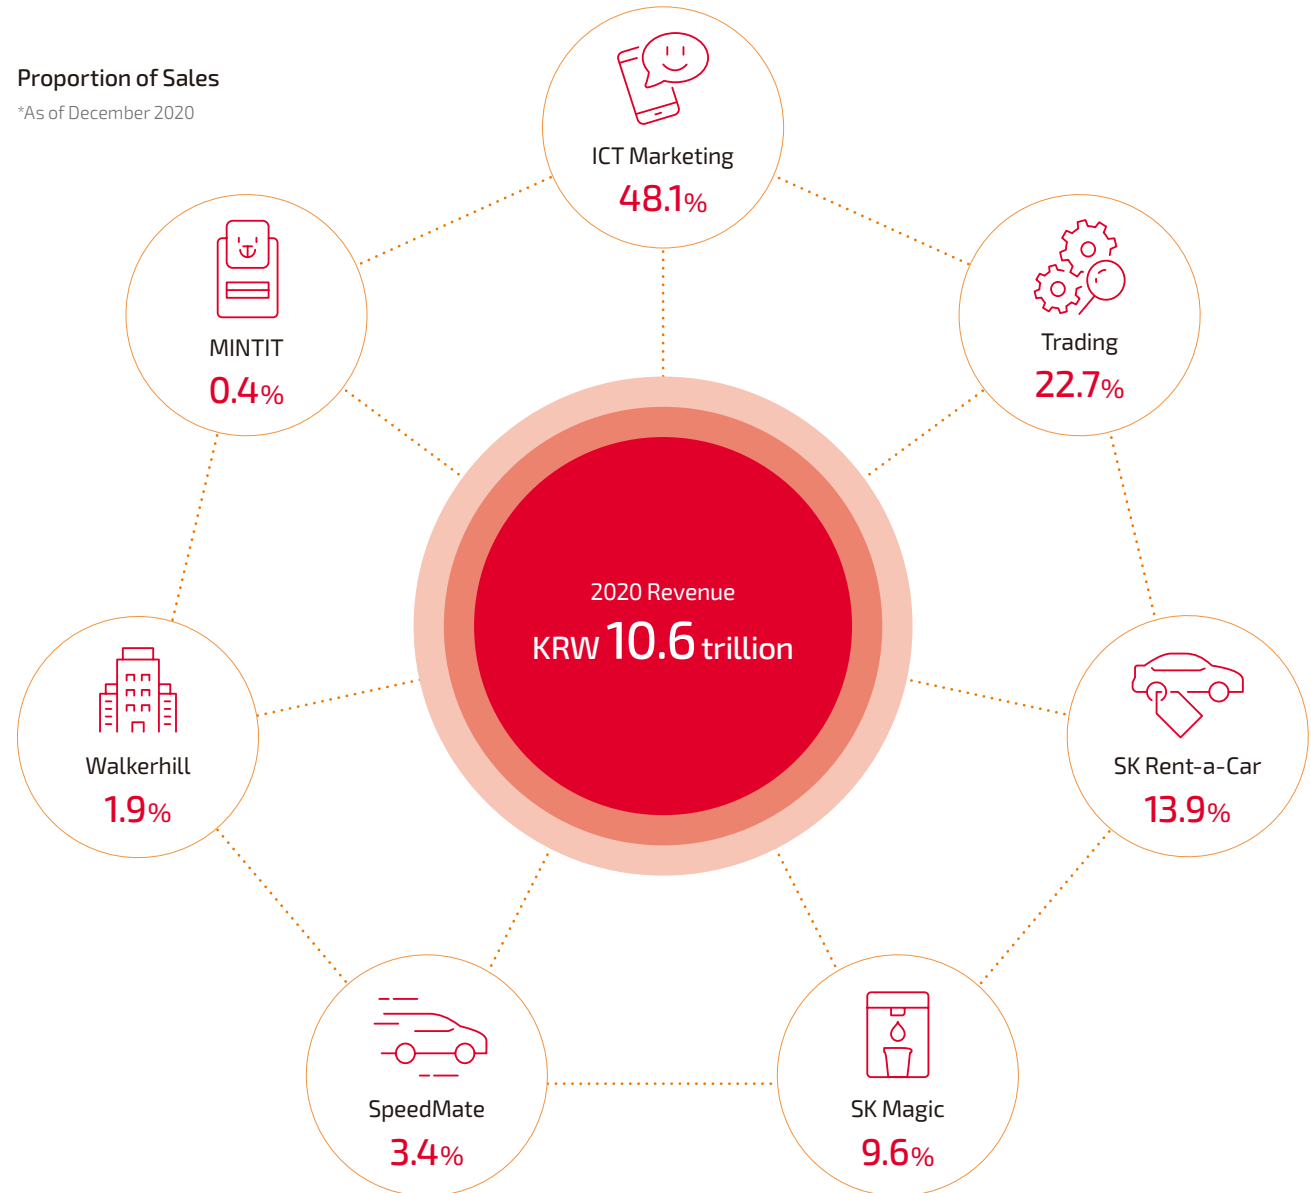 Proportion of Sales
*As of December 2020
ICT Marketing
48.1%
Trading
22.7%
SK Rent-a-Car
13.9%
SK Magic
9.6%
SpeedMate
3.4%
Walkerhill
1.9%
MINTIT
0.4%
2020 Revenue
KRW 10.6 trillion